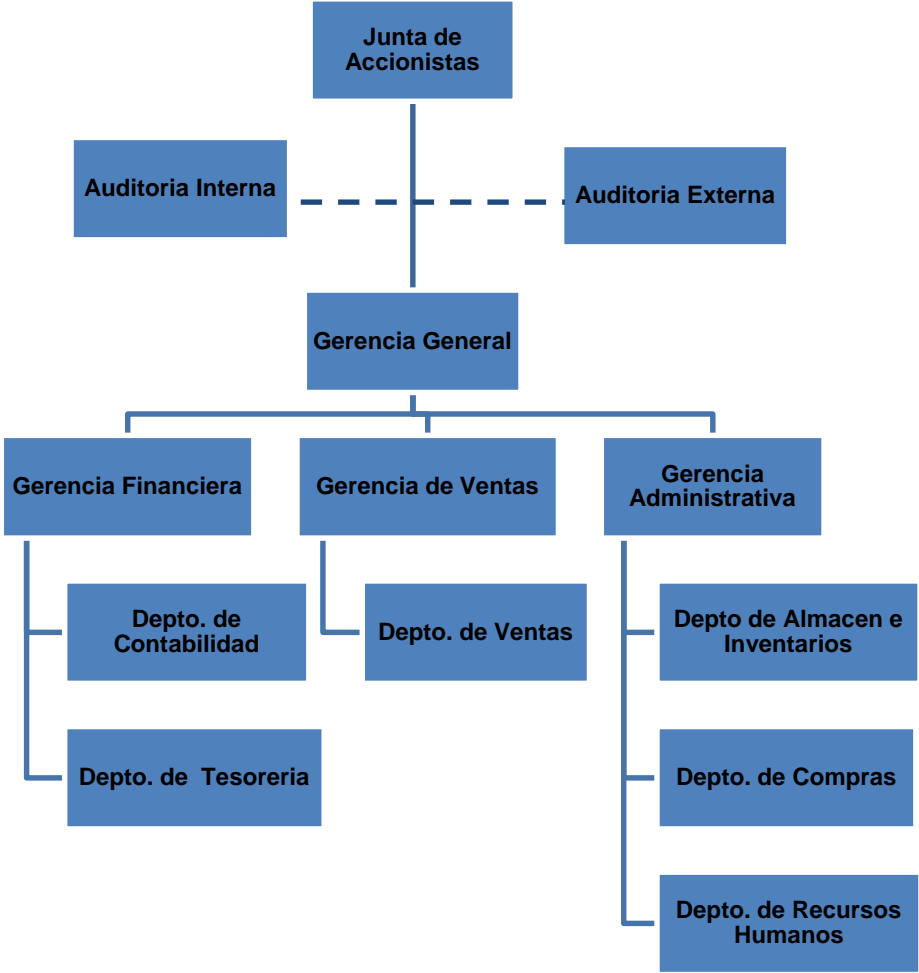 Junta de
Accionistas
Auditoria Interna
Auditoria Externa
Gerencia General
Gerencia Financiera
Gerencia de Ventas
Gerencia
Administrativa
Depto. de
Contabilidad
Depto. de Ventas
Depto de Almacen e
Inventarios
Depto. de Tesoreria
Depto. de Compras
Depto. de Recursos
Humanos